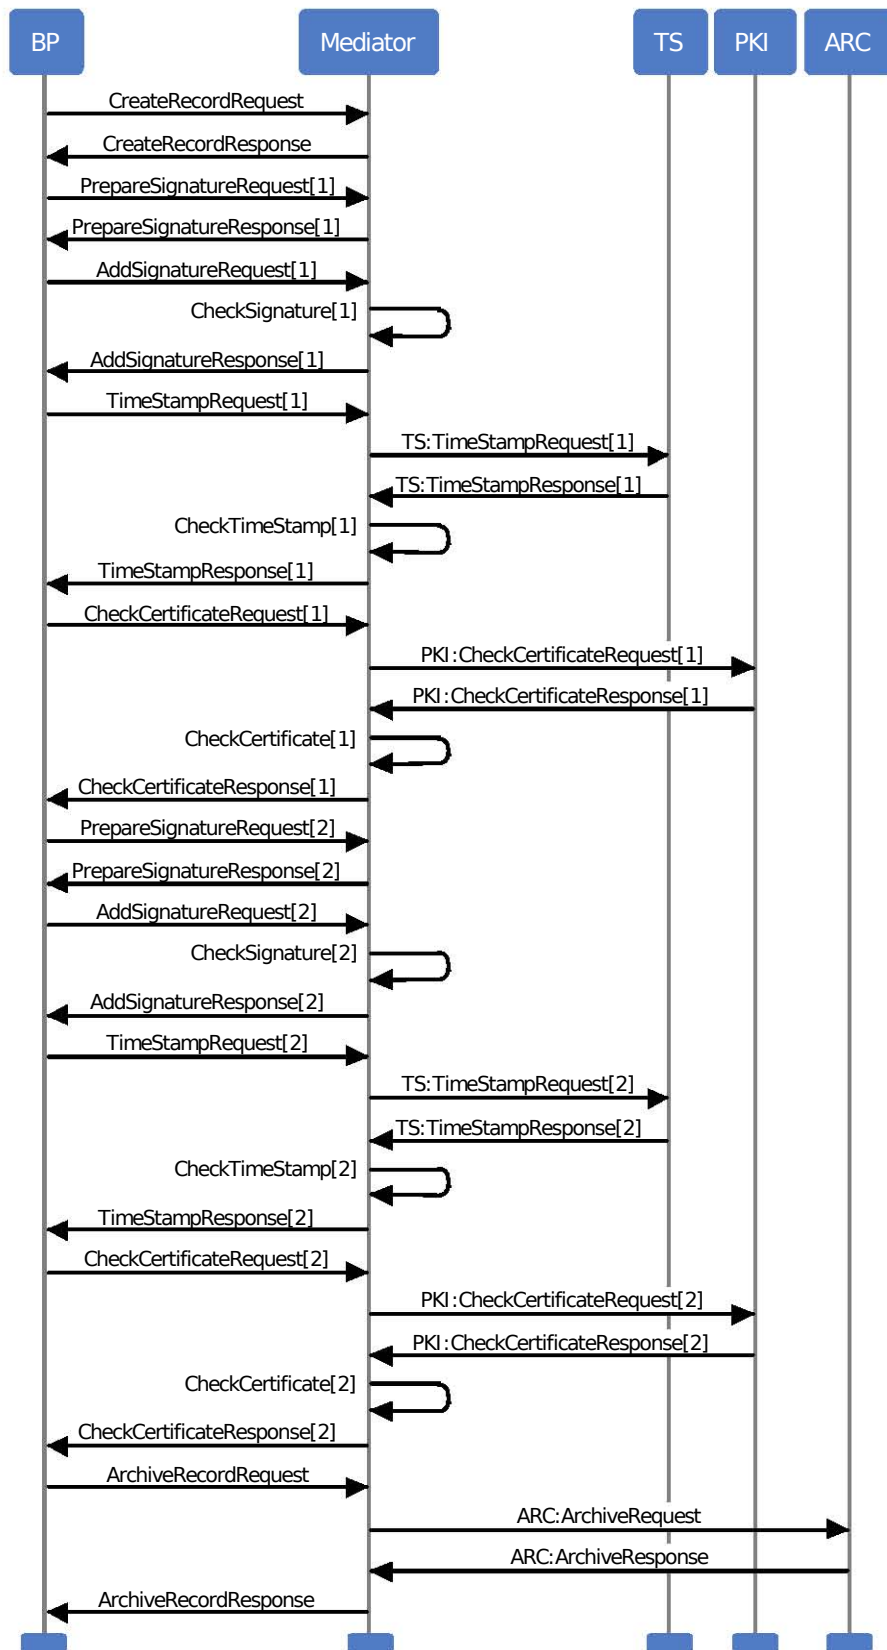 BP Mediator TS PKI ARC
CreateRecordRequest
CreateRecordResponse
PrepareSignatureRequest[1]
PrepareSignatureResponse[1]
AddSignatureRequest[1]
CheckSignature[1]
AddSignatureResponse[1]
TimeStampRequest[1]
TS:TimeStampRequest[1]
TS:TimeStampResponse[1]
CheckTimeStamp[1]
TimeStampResponse[1]
CheckCertificateRequest[1]
PKI:CheckCertificateRequest[1]
PKI:CheckCertificateResponse[1]
CheckCertificate[1]
CheckCertificateResponse[1]
PrepareSignatureRequest[2]
PrepareSignatureResponse[2]
AddSignatureRequest[2]
CheckSignature[2]
AddSignatureResponse[2]
TimeStampRequest[2]
TS:TimeStampRequest[2]
TS:TimeStampResponse[2]
CheckTimeStamp[2]
TimeStampResponse[2]
CheckCertificateRequest[2]
PKI:CheckCertificateRequest[2]
PKI:CheckCertificateResponse[2]
CheckCertificate[2]
CheckCertificateResponse[2]
ArchiveRecordRequest
ARC:ArchiveRequest
ARC:ArchiveResponse
ArchiveRecordResponse